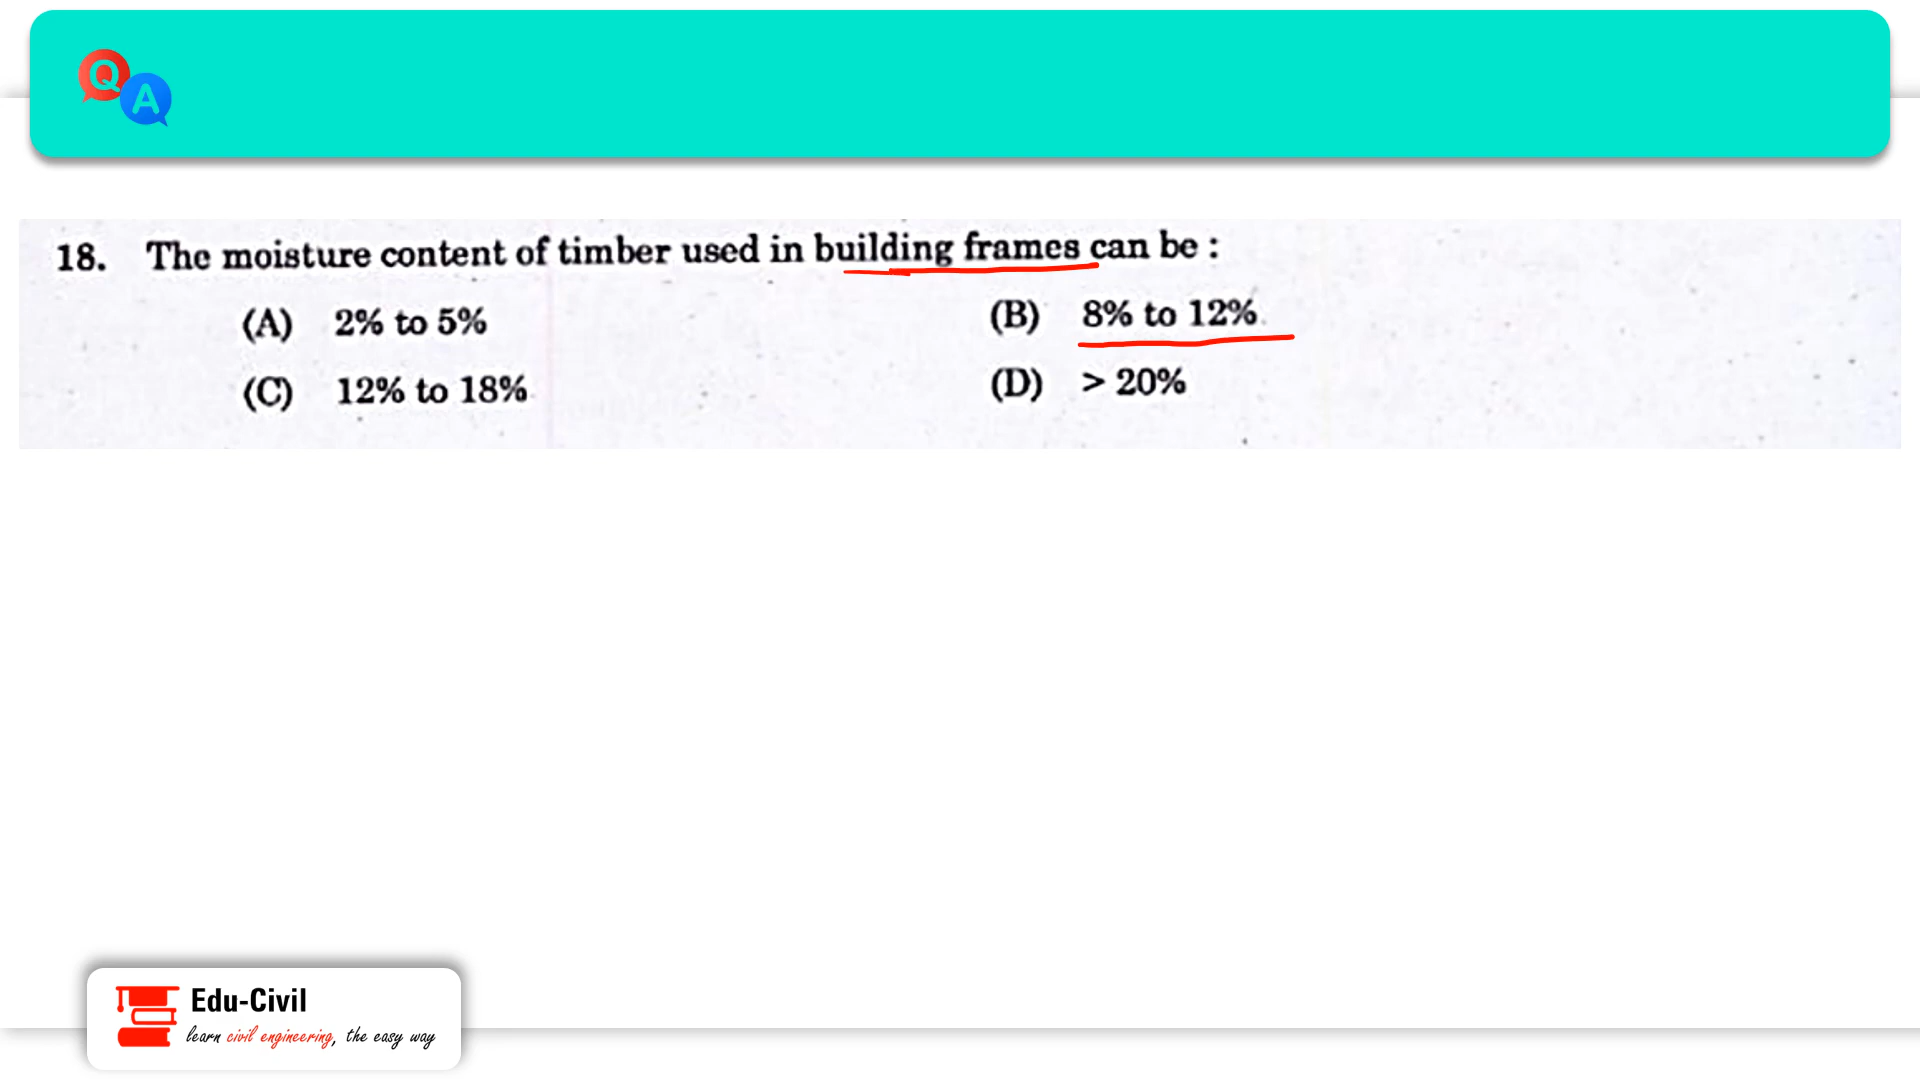 Q
A
18. The moisture content of timber used in building frames can be :
(A) 2% to 5%
(B) 8% to 12%
(C) 12% to 18%
(D) > 20%
Edu-Civil
learn civil engineering, the easy way